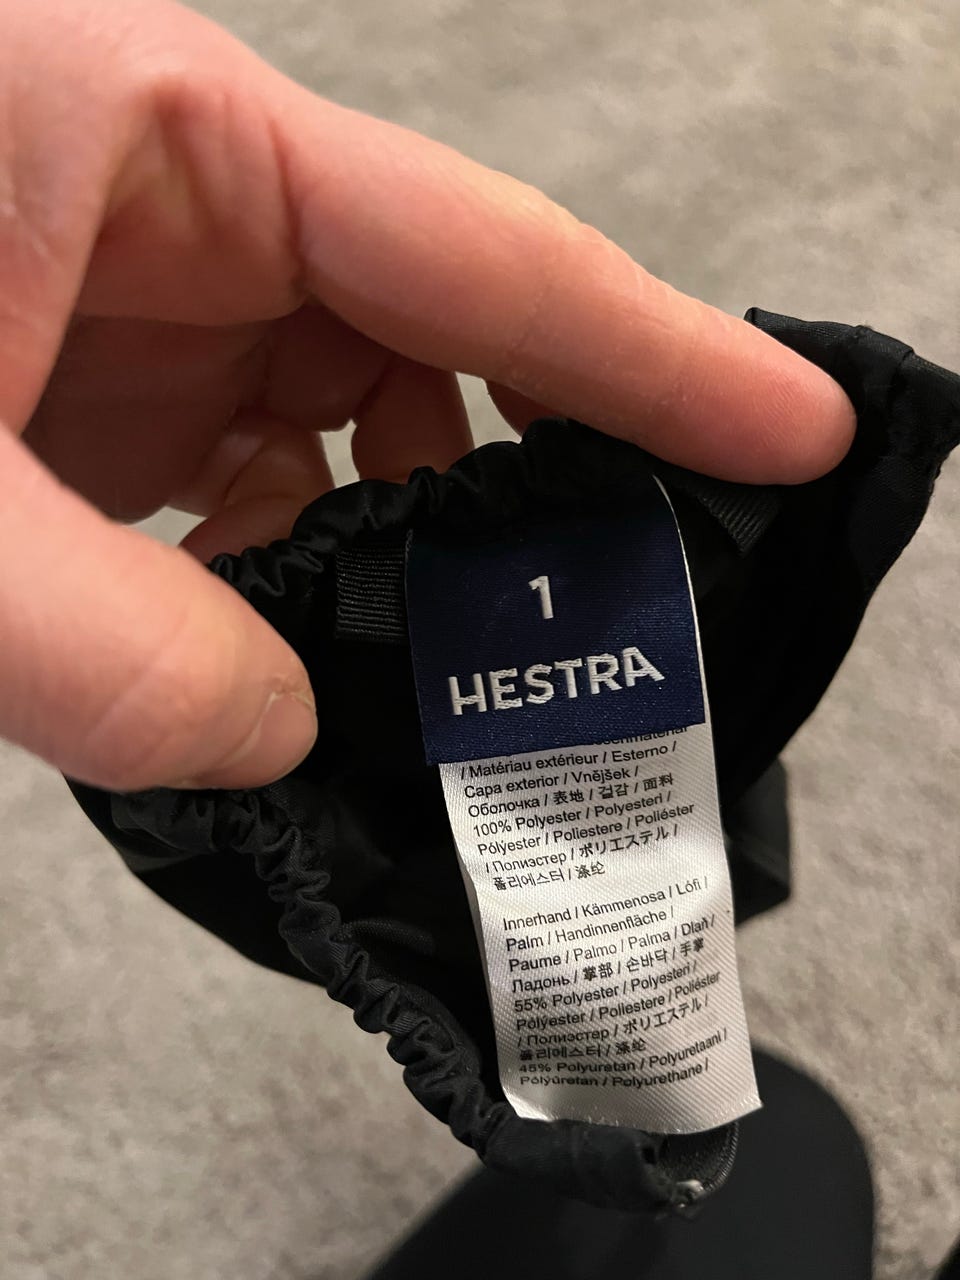 1
HESTRA
/ Matériau extérieur / Esterno /
Capa exterior / Vnějšek /
Оболочка / 表地 / 겉감 / 面料
100% Polyester / Polyesteri /
Pólýester / Poliestere / Poliéster
/ Полиэстер / ポリエステル /
폴리에스터 / 涤纶
Innerhand / Kämmenosa / Lófi /
Palm / Handinnenfläche /
Paume / Palmo / Palma / Dlaň /
Ладонь / 掌部 / 손바닥 / 手掌
55% Polyester / Polyesteri /
Pólýester / Poliestere / Poliéster
/ Полиэстер / ポリエステル /
폴리에스터 / 涤纶
45% Polyuretan / Polyuretaani /
Pólýúretan / Polyurethane /